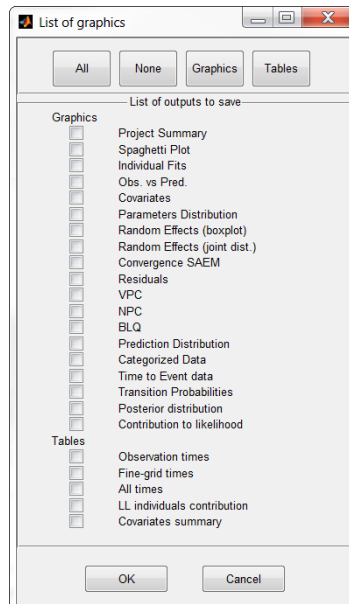 List of graphics
All
None
Graphics
Tables
List of outputs to save
Graphics
Project Summary
Spaghetti Plot
Individual Fits
Obs. vs Pred.
Covariates
Parameters Distribution
Random Effects (boxplot)
Random Effects (joint dist.)
Convergence SAEM
Residuals
VPC
NPC
BLQ
Prediction Distribution
Categorized Data
Time to Event data
Transition Probabilities
Posterior distribution
Contribution to likelihood
Tables
Observation times
Fine-grid times
All times
LL individuals contribution
Covariates summary
OK
Cancel